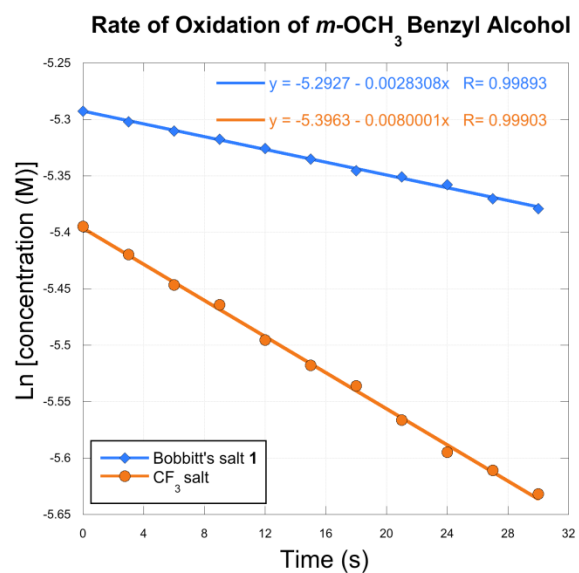 Rate of Oxidation of m-OCH₃ Benzyl Alcohol
y = -5.2927 - 0.0028308x R= 0.99893
y = -5.3963 - 0.0080001x R= 0.99903
Ln [concentration (M)]
-5.25
-5.3
-5.35
-5.4
-5.45
-5.5
-5.55
-5.6
-5.65
Bobbitt's salt 1
CF₃ salt
0 4 8 12 16 20 24 28 32
Time (s)